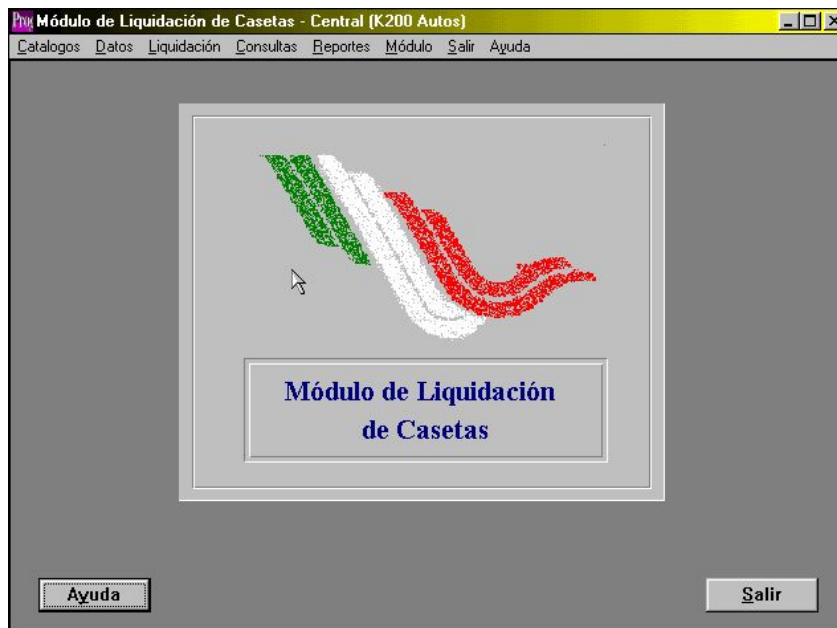 Prog Módulo de Liquidación de Casetas - Central (K200 Autos)
Catalogos Datos Liquidación Consultas Reportes Módulo Salir Ayuda
Módulo de Liquidación
de Casetas
Ayuda Salir